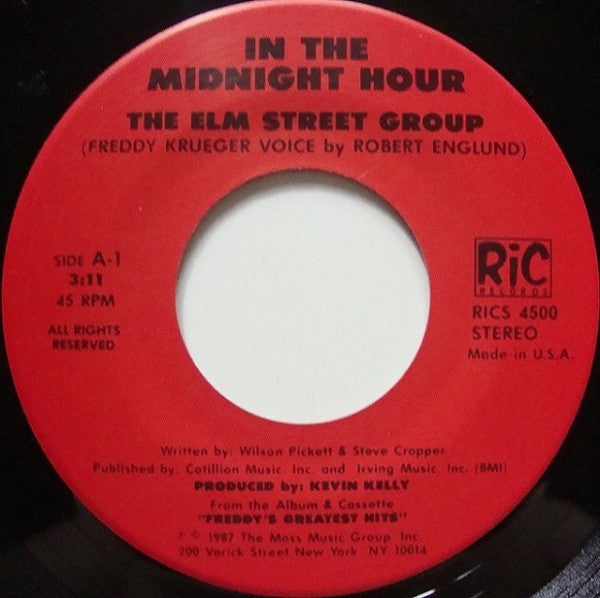 IN THE
MIDNIGHT HOUR
THE ELM STREET GROUP
(FREDDY KRUEGER VOICE by ROBERT ENGLUND)
SIDE A-1
3:11
45 RPM
ALL RIGHTS
RESERVED
RiC
RECORDS
RICS 4500
STEREO
Made in U.S.A.
Written by: Wilson Pickett & Steve Cropper
Published by: Cotillion Music, Inc. and Irving Music, Inc. (BMI)
PRODUCED by: KEVIN KELLY
From the Album & Cassette
"FREDDY'S GREATEST HITS"
℗ © 1987 The Moss Music Group Inc.
200 Varick Street New York, NY 10014